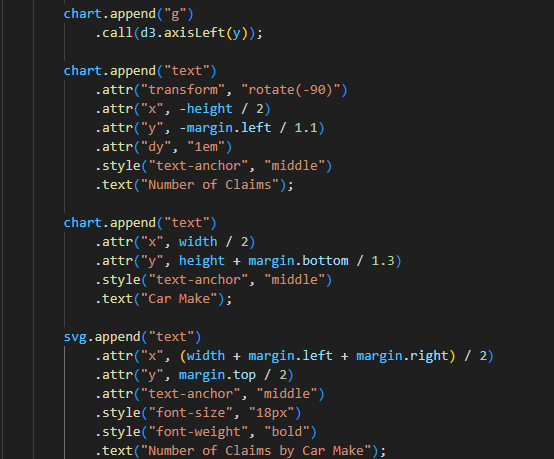 chart.append("g")
.call(d3.axisLeft(y));
chart.append("text")
.attr("transform", "rotate(-90)")
.attr("x", -height / 2)
.attr("y", -margin.left / 1.1)
.attr("dy", "1em")
.style("text-anchor", "middle")
.text("Number of Claims");
chart.append("text")
.attr("x", width / 2)
.attr("y", height + margin.bottom / 1.3)
.style("text-anchor", "middle")
.text("Car Make");
svg.append("text")
.attr("x", (width + margin.left + margin.right) / 2)
.attr("y", margin.top / 2)
.attr("text-anchor", "middle")
.style("font-size", "18px")
.style("font-weight", "bold")
.text("Number of Claims by Car Make");